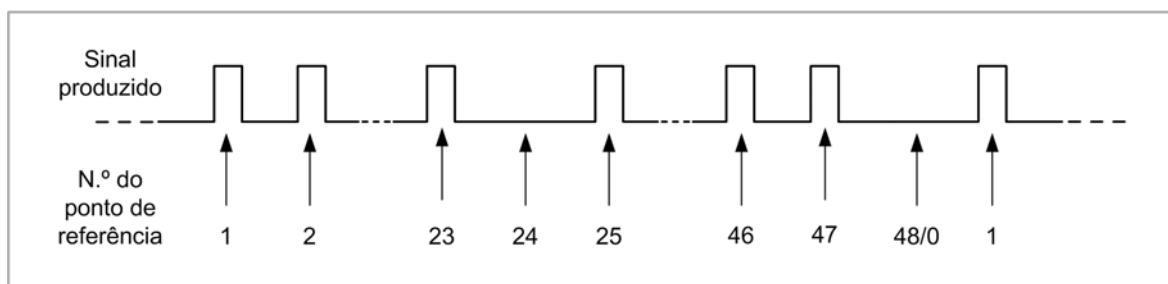 Sinal
produzido
N.º do
ponto de
referência
1 2 23 24 25 46 47 48/0 1